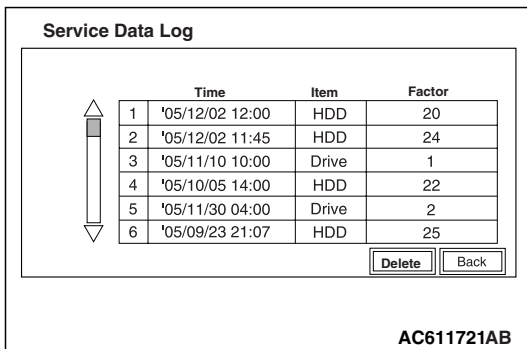 Service Data Log
Time Item Factor
1 '05/12/02 12:00 HDD 20
2 '05/12/02 11:45 HDD 24
3 '05/11/10 10:00 Drive 1
4 '05/10/05 14:00 HDD 22
5 '05/11/30 04:00 Drive 2
6 '05/09/23 21:07 HDD 25
Delete Back
AC611721AB